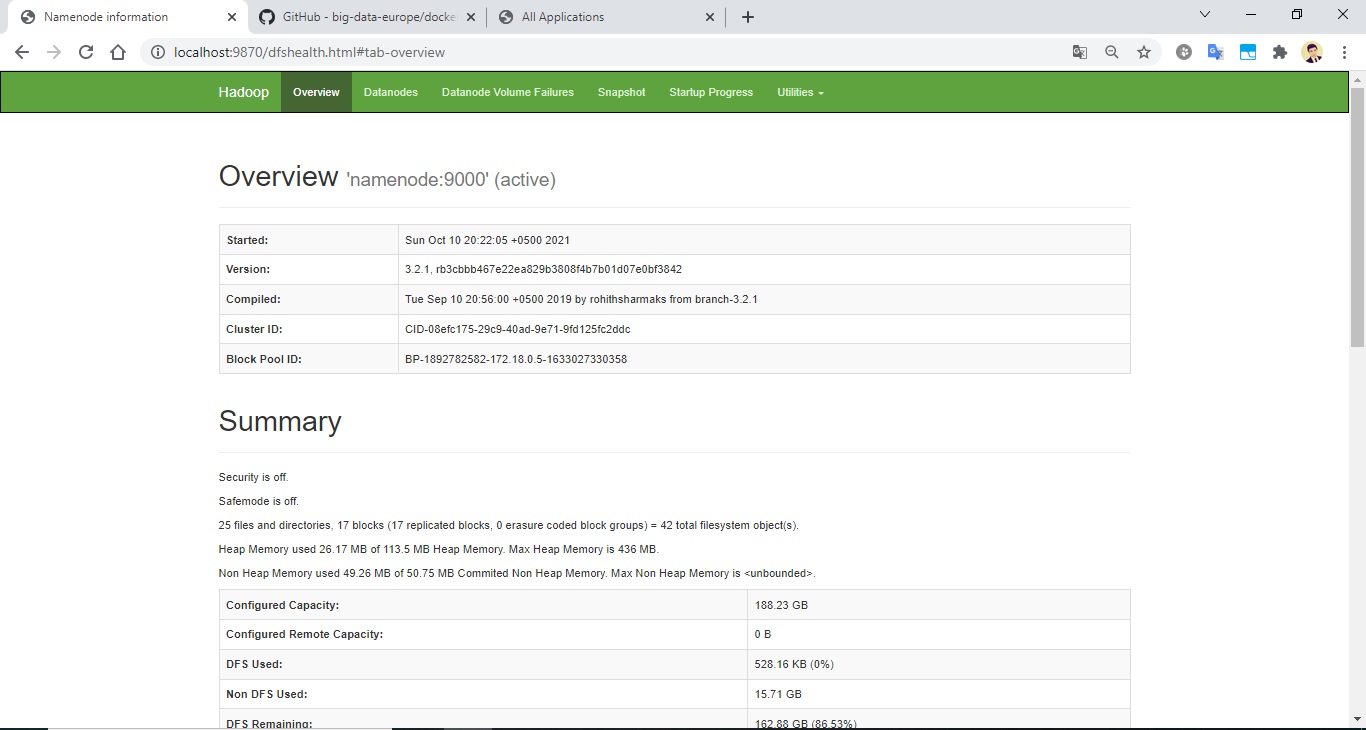 Namenode information
GitHub - big-data-europe/docke
All Applications
localhost:9870/dfshealth.html#tab-overview
Hadoop Overview Datanodes Datanode Volume Failures Snapshot Startup Progress Utilities
Overview 'namenode:9000' (active)
Started: Sun Oct 10 20:22:05 +0500 2021
Version: 3.2.1, rb3cbbb467e22ea829b3808f4b7b01d07e0bf3842
Compiled: Tue Sep 10 20:56:00 +0500 2019 by rohithsharmaks from branch-3.2.1
Cluster ID: CID-08efc175-29c9-40ad-9e71-9fd125fc2ddc
Block Pool ID: BP-1892782582-172.18.0.5-1633027330358
Summary
Security is off.
Safemode is off.
25 files and directories, 17 blocks (17 replicated blocks, 0 erasure coded block groups) = 42 total filesystem object(s).
Heap Memory used 26.17 MB of 113.5 MB Heap Memory. Max Heap Memory is 436 MB.
Non Heap Memory used 49.26 MB of 50.75 MB Commited Non Heap Memory. Max Non Heap Memory is <unbounded>.
Configured Capacity: 188.23 GB
Configured Remote Capacity: 0 B
DFS Used: 528.16 KB (0%)
Non DFS Used: 15.71 GB
DFS Remaining: 162.88 GB (86.53%)